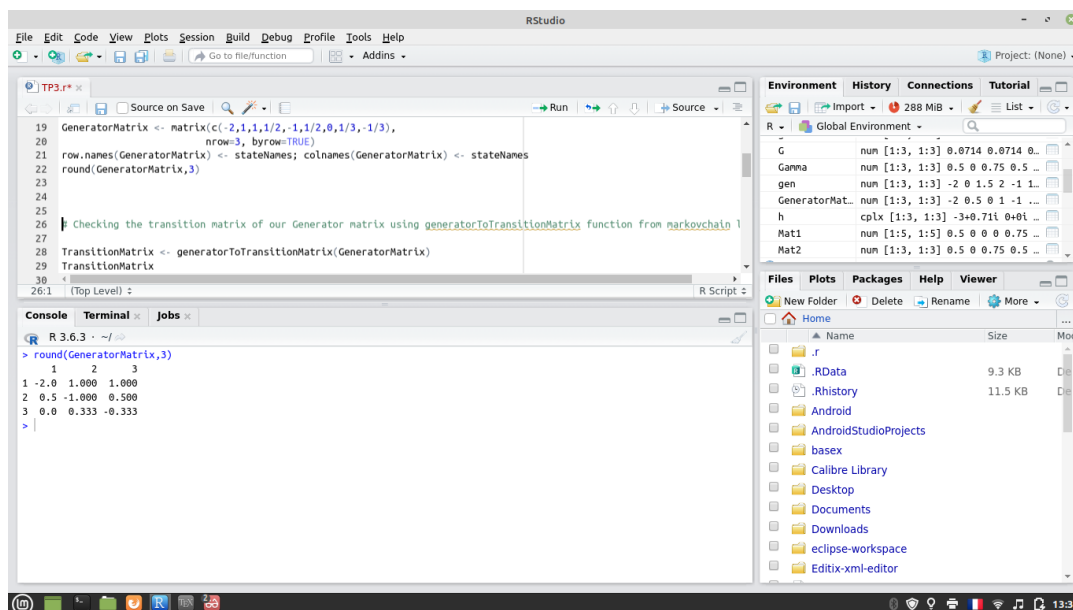 RStudio
File Edit Code View Plots Session Build Debug Profile Tools Help
Go to file/function
Addins
Project: (None)
TP3.r*
Source on Save
Run
Source
19 GeneratorMatrix <- matrix(c(-2,1,1,1/2,-1,1/2,0,1/3,-1/3),
20 nrow=3, byrow=TRUE)
21 row.names(GeneratorMatrix) <- stateNames; colnames(GeneratorMatrix) <- stateNames
22 round(GeneratorMatrix,3)
23
24
25
26 # Checking the transition matrix of our Generator matrix using generatorToTransitionMatrix function from markovchain l
27
28 TransitionMatrix <- generatorToTransitionMatrix(GeneratorMatrix)
29 TransitionMatrix
30
26:1 (Top Level) R Script
Console Terminal Jobs
R 3.6.3 · ~/
> round(GeneratorMatrix,3)
1 2 3
1 -2.0 1.000 1.000
2 0.5 -1.000 0.500
3 0.0 0.333 -0.333
>
Environment History Connections Tutorial
Import 288 MiB List
R Global Environment
G num [1:3, 1:3] 0.0714 0.0714 0…
Gamma num [1:3, 1:3] 0.5 0 0.75 0.5 …
gen num [1:3, 1:3] -2 0 1.5 2 -1 1…
GeneratorMat… num [1:3, 1:3] -2 0.5 0 1 -1 …
h cplx [1:3, 1:3] -3+0.71i 0+0i …
Mat1 num [1:5, 1:5] 0.5 0 0 0 0.75 …
Mat2 num [1:3, 1:3] 0.5 0 0.75 0.5 …
Files Plots Packages Help Viewer
New Folder Delete Rename More
Home ...
Name Size Mo
.r
.RData 9.3 KB De
.Rhistory 11.5 KB De
Android
AndroidStudioProjects
basex
Calibre Library
Desktop
Documents
Downloads
eclipse-workspace
Editix-xml-editor
13:3